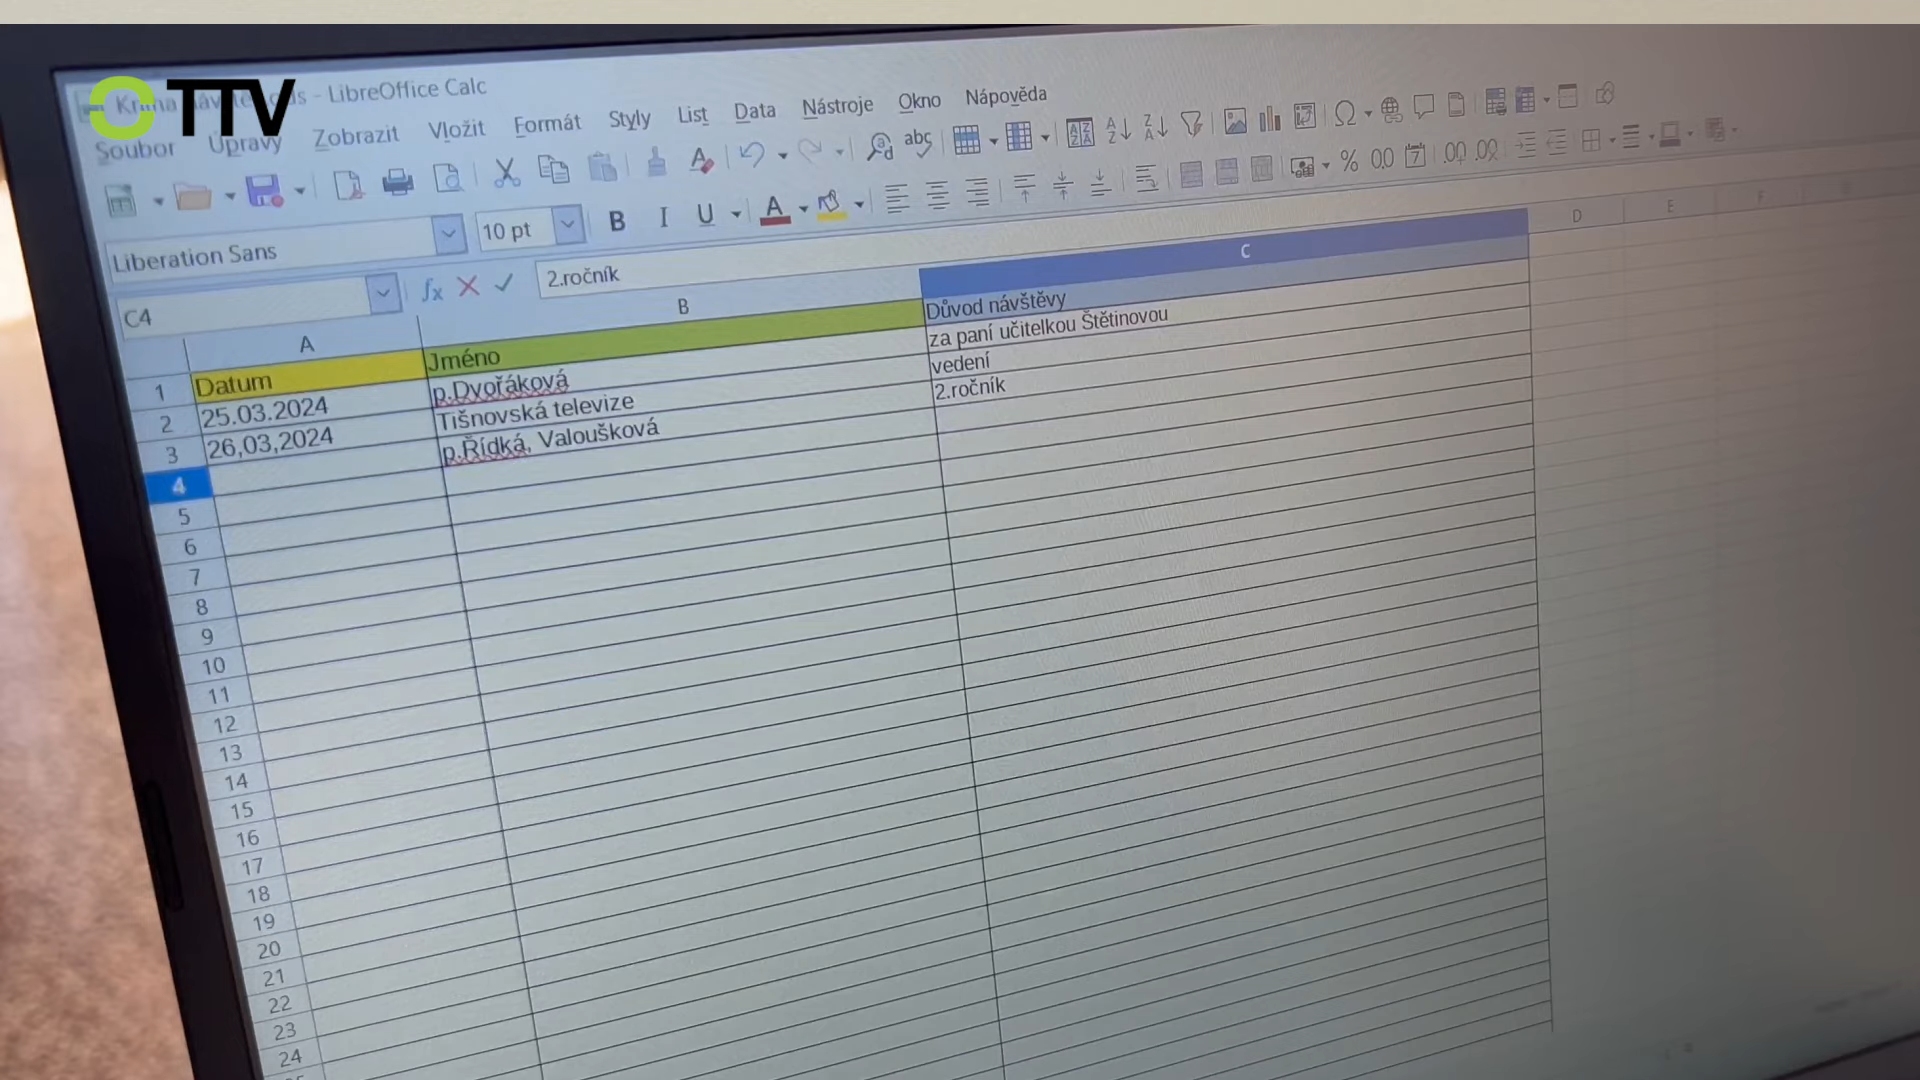 TTV
- LibreOffice Calc
Soubor Úpravy Zobrazit Vložit Formát Styly List Data Nástroje Okno Nápověda
Liberation Sans 10 pt B I U A
C4 fx 2.ročník
A B C D E F
1 Datum Jméno Důvod návštěvy
2 25.03.2024 p.Dvořáková za paní učitelkou Štětinovou
3 26,03,2024 Tišnovská televize vedení
4 p.Řídká, Valoušková 2.ročník
5
6
7
8
9
10
11
12
13
14
15
16
17
18
19
20
21
22
23
24